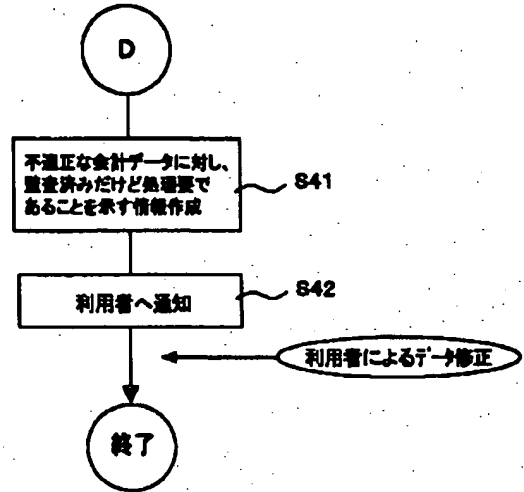 D
不適正な会計データに対し、
監査済みだけど処理要で
あることを示す情報作成
S41
利用者へ通知
S42
利用者によるデータ修正
終了